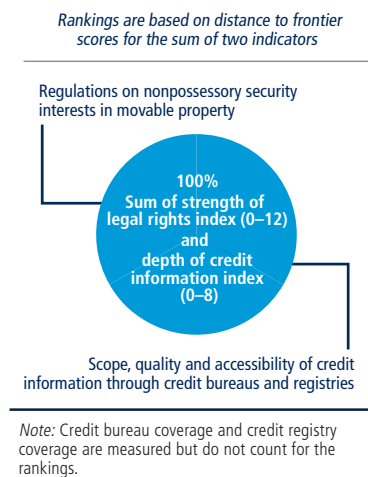 Rankings are based on distance to frontier
scores for the sum of two indicators
Regulations on nonpossessory security
interests in movable property
100%
Sum of strength of
legal rights index (0–12)
and
depth of credit
information index
(0–8)
Scope, quality and accessibility of credit
information through credit bureaus and registries
Note: Credit bureau coverage and credit registry
coverage are measured but do not count for the
rankings.